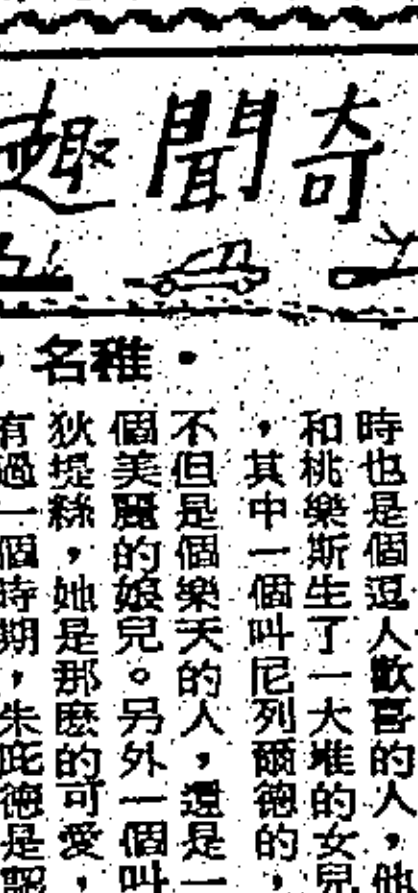 奇聞趣
·名稚·
時也是個逗人歡喜的人，他
和桃樂斯生了一大堆的女兒
，其中一個叫尼列爾德的，
不但是個樂天的人，還是一
個美麗的娘兒。另外一個叫
狄提絲，她是那麽的可愛，
有過一個時期，朱庇德是認